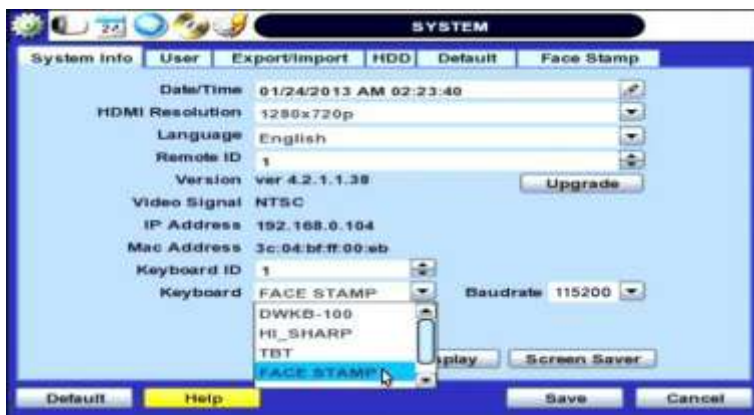 SYSTEM
System Info User Export/Import HDD Default Face Stamp
Date/Time 01/24/2013 AM 02:23:40
HDMI Resolution 1280x720p
Language English
Remote ID 1
Version ver 4.2.1.1.38 Upgrade
Video Signal NTSC
IP Address 192.168.0.104
Mac Address 3c:04:bf:ff:00:eb
Keyboard ID 1
Keyboard FACE STAMP Baudrate 115200
DWKB-100
HI_SHARP
TBT
FACE STAMP
splay Screen Saver
Default Help Save Cancel